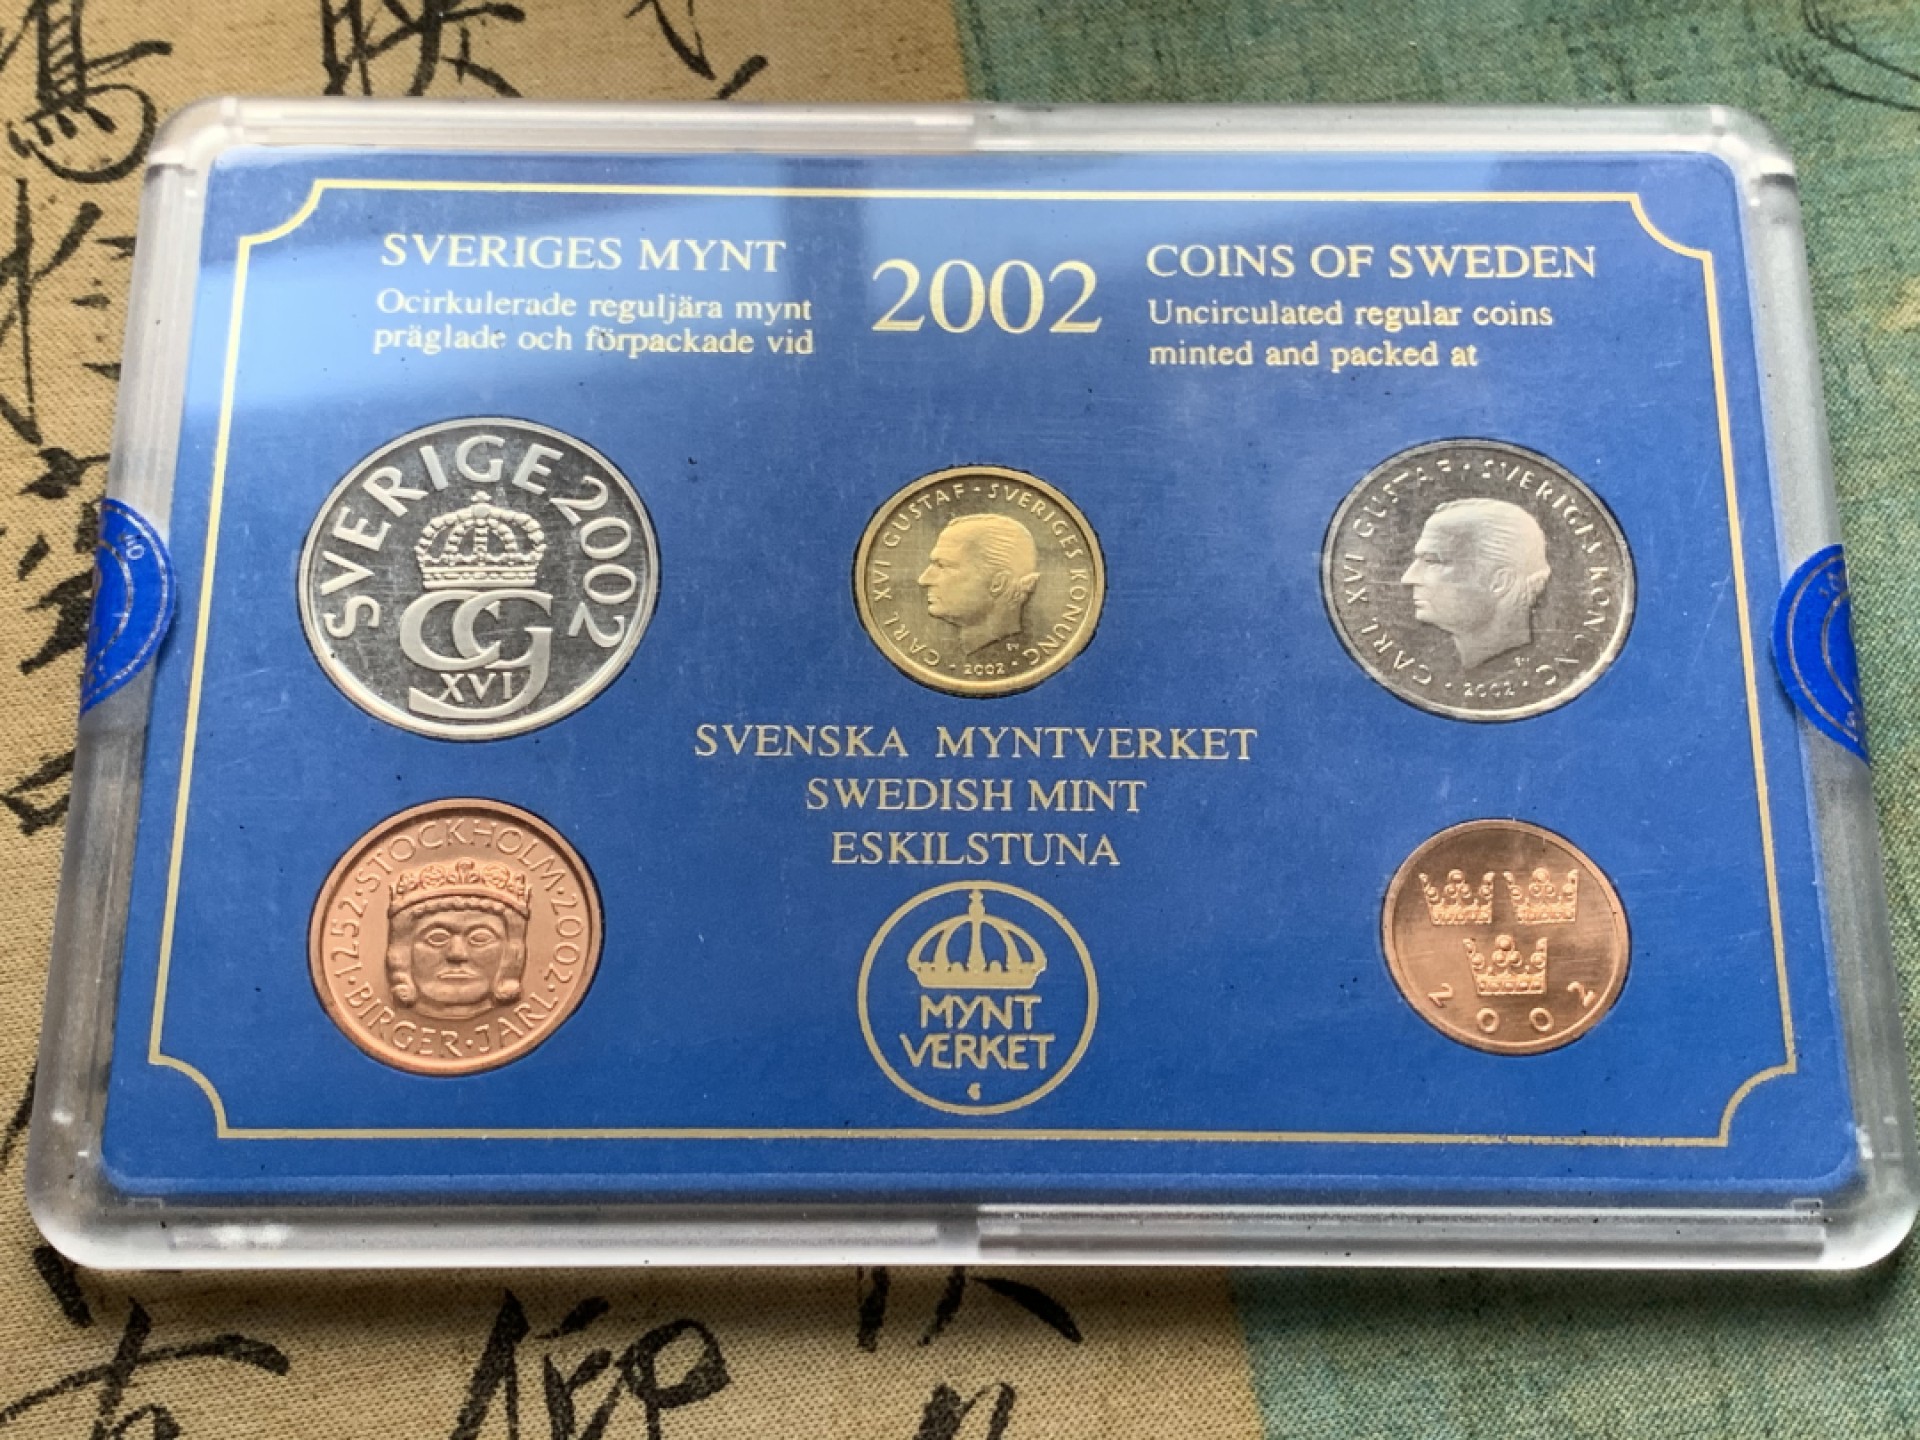 SVERIGES MYNT
Ocirkulerade reguljära mynt
präglade och förpackade vid
2002
COINS OF SWEDEN
Uncirculated regular coins
minted and packed at
SVERIGE 2002
XVI
CARL XVI GUSTAF · SVERIGES KONUNG
· 2002 ·
CARL XVI GUSTAF · SVERIGES KONUNG
· 2002 ·
SVENSKA MYNTVERKET
SWEDISH MINT
ESKILSTUNA
·1252·STOCKHOLM·2002·
BIRGER·JARL
MYNT
VERKET
2002